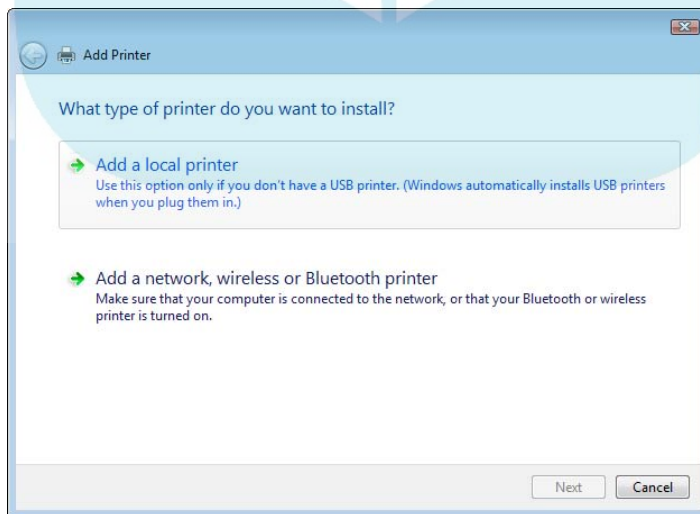 Add Printer
What type of printer do you want to install?
Add a local printer
Use this option only if you don't have a USB printer. (Windows automatically installs USB printers
when you plug them in.)
Add a network, wireless or Bluetooth printer
Make sure that your computer is connected to the network, or that your Bluetooth or wireless
printer is turned on.
Next
Cancel